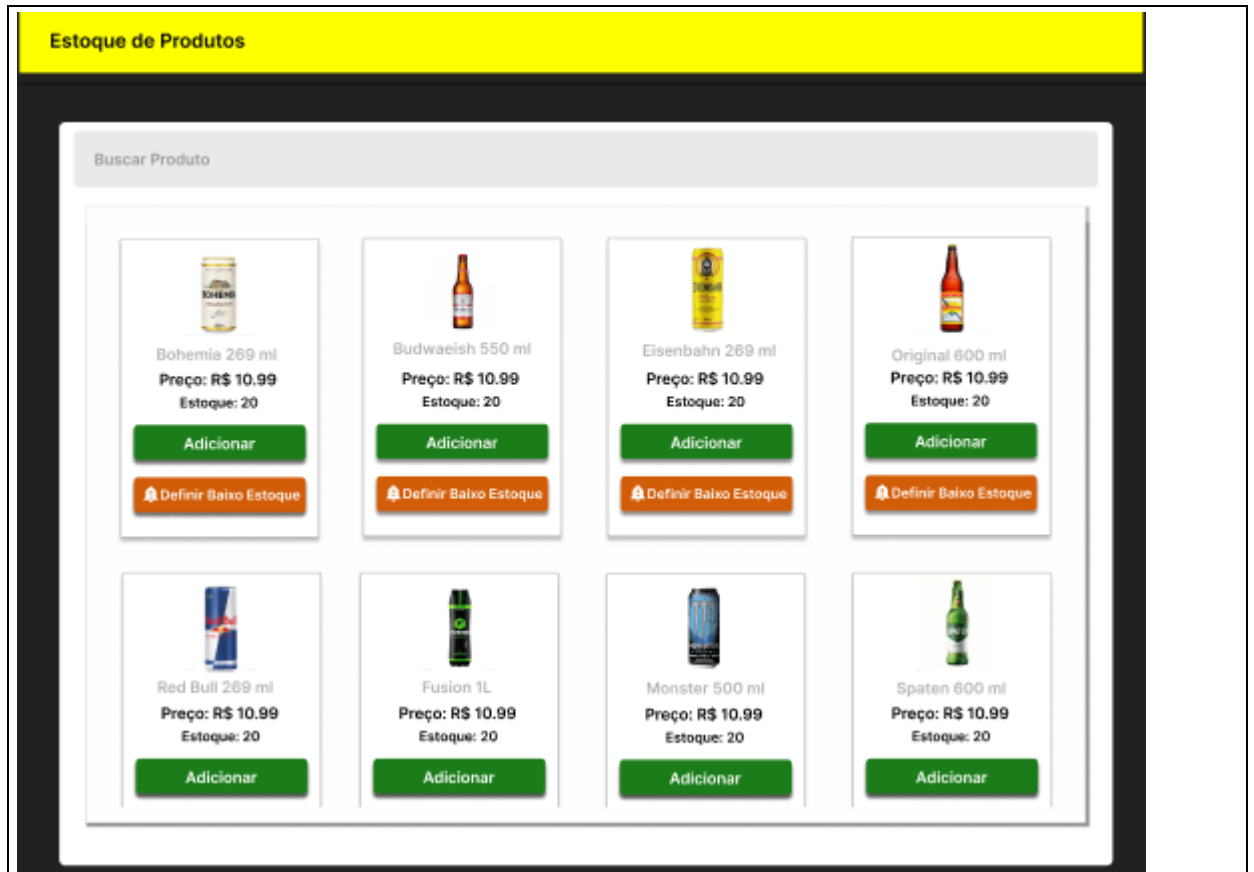 Estoque de Produtos
Buscar Produto
Bohemia 269 ml
Preço: R$ 10.99
Estoque: 20
Adicionar
Definir Baixo Estoque
Budwaeish 550 ml
Preço: R$ 10.99
Estoque: 20
Adicionar
Definir Baixo Estoque
Eisenbahn 269 ml
Preço: R$ 10.99
Estoque: 20
Adicionar
Definir Baixo Estoque
Original 600 ml
Preço: R$ 10.99
Estoque: 20
Adicionar
Definir Baixo Estoque
Red Bull 269 ml
Preço: R$ 10.99
Estoque: 20
Adicionar
Fusion 1L
Preço: R$ 10.99
Estoque: 20
Adicionar
Monster 500 ml
Preço: R$ 10.99
Estoque: 20
Adicionar
Spaten 600 ml
Preço: R$ 10.99
Estoque: 20
Adicionar